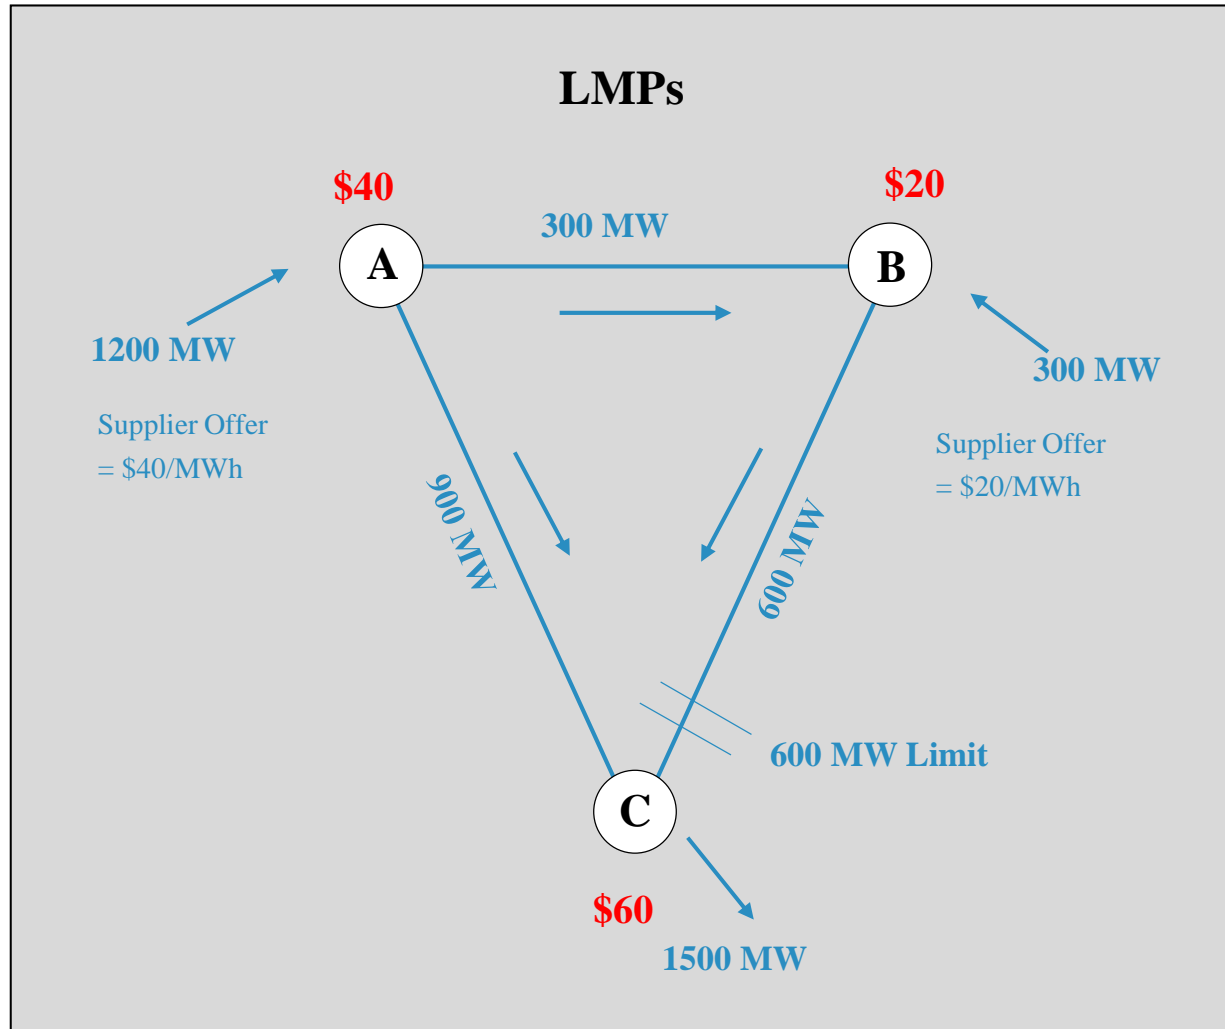 LMPs
$40
$20
300 MW
A
B
1200 MW
300 MW
Supplier Offer
= $40/MWh
Supplier Offer
= $20/MWh
900 MW
600 MW
600 MW Limit
C
$60
1500 MW